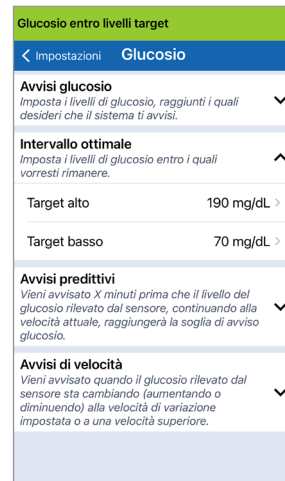 Glucosio entro livelli target
Impostazioni Glucosio
Avvisi glucosio
Imposta i livelli di glucosio, raggiunti i quali
desideri che il sistema ti avvisi.
Intervallo ottimale
Imposta i livelli di glucosio entro i quali
vorresti rimanere.
Target alto 190 mg/dL
Target basso 70 mg/dL
Avvisi predittivi
Vieni avvisato X minuti prima che il livello del
glucosio rilevato dal sensore, continuando alla
velocità attuale, raggiungerà la soglia di avviso
glucosio.
Avvisi di velocità
Vieni avvisato quando il glucosio rilevato dal
sensore sta cambiando (aumentando o
diminuendo) alla velocità di variazione
impostata o a una velocità superiore.